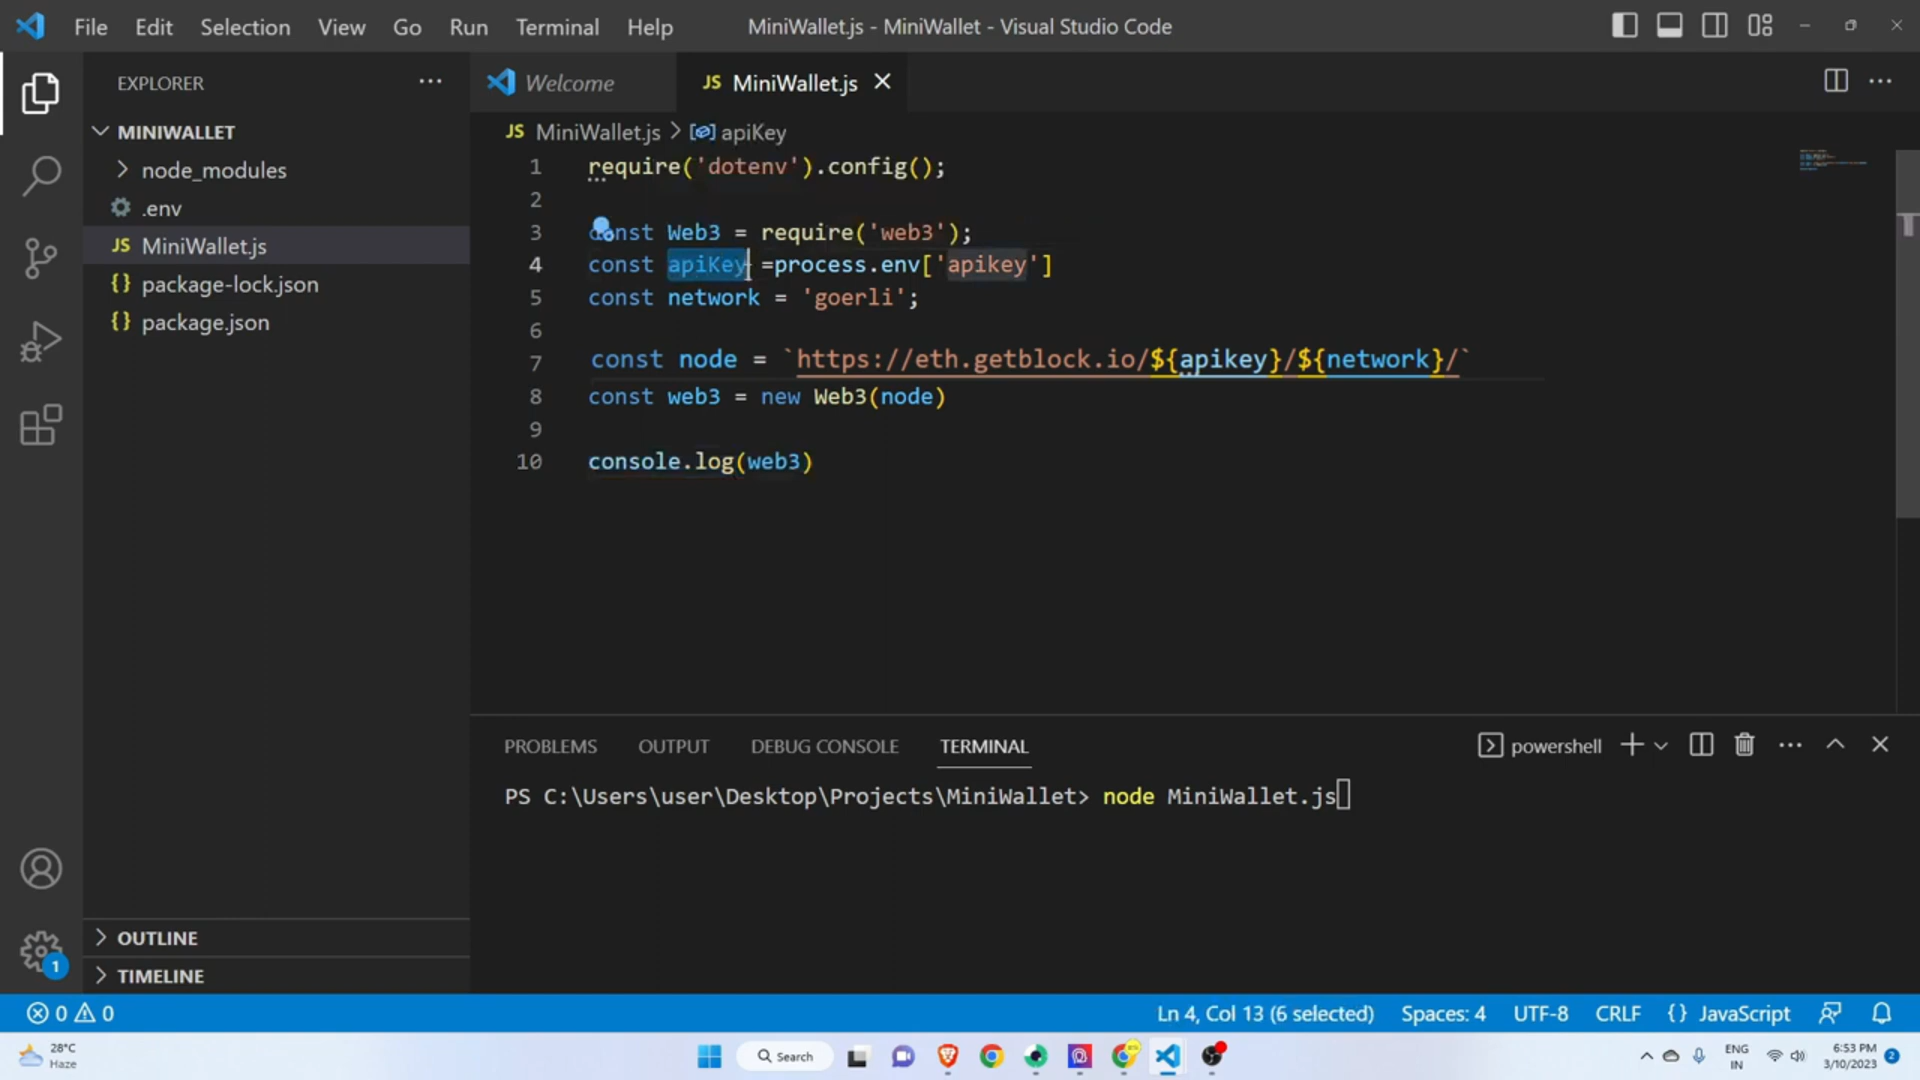 File Edit Selection View Go Run Terminal Help MiniWallet.js - MiniWallet - Visual Studio Code
EXPLORER
MINIWALLET
node_modules
.env
JS MiniWallet.js
{} package-lock.json
{} package.json
OUTLINE
TIMELINE
Welcome JS MiniWallet.js
JS MiniWallet.js > apiKey
1 require('dotenv').config();
2
3 const Web3 = require('web3');
4 const apiKey =process.env['apikey']
5 const network = 'goerli';
6
7 const node = `https://eth.getblock.io/${apikey}/${network}/`
8 const web3 = new Web3(node)
9
10 console.log(web3)
PROBLEMS OUTPUT DEBUG CONSOLE TERMINAL powershell
PS C:\Users\user\Desktop\Projects\MiniWallet> node MiniWallet.js
1
0 0 Ln 4, Col 13 (6 selected) Spaces: 4 UTF-8 CRLF {} JavaScript
28°C
Haze
Search
ENG
IN
6:53 PM
3/10/2023
2